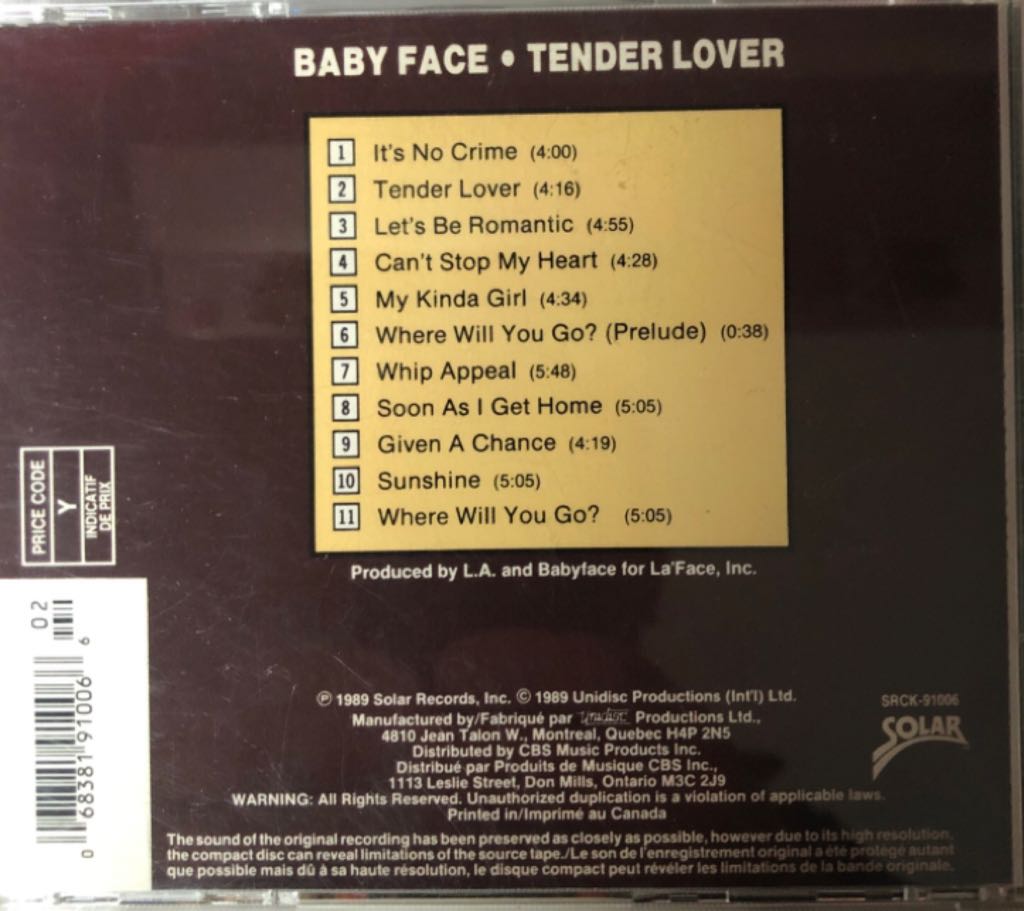 BABY FACE • TENDER LOVER
1 It's No Crime (4:00)
2 Tender Lover (4:16)
3 Let's Be Romantic (4:55)
4 Can't Stop My Heart (4:28)
5 My Kinda Girl (4:34)
6 Where Will You Go? (Prelude) (0:38)
7 Whip Appeal (5:48)
8 Soon As I Get Home (5:05)
9 Given A Chance (4:19)
10 Sunshine (5:05)
11 Where Will You Go? (5:05)
Produced by L.A. and Babyface for La'Face, Inc.
PRICE CODE
Y
INDICATIF
DE PRIX
02
0 68381 91006 6
℗ 1989 Solar Records, Inc. © 1989 Unidisc Productions (Int'l) Ltd.
Manufactured by/Fabriqué par Unidisc Productions Ltd.,
4810 Jean Talon W., Montreal, Quebec H4P 2N5
Distributed by CBS Music Products Inc.
Distribué par Produits de Musique CBS Inc.,
1113 Leslie Street, Don Mills, Ontario M3C 2J9
WARNING: All Rights Reserved. Unauthorized duplication is a violation of applicable laws.
Printed in/Imprimé au Canada
SRCK-91006
SOLAR
The sound of the original recording has been preserved as closely as possible, however due to its high resolution,
the compact disc can reveal limitations of the source tape./Le son de l'enregistrement original a été protégé autant
que possible mais dû à sa haute résolution, le disque compact peut révéler les limitations de la bande originale.